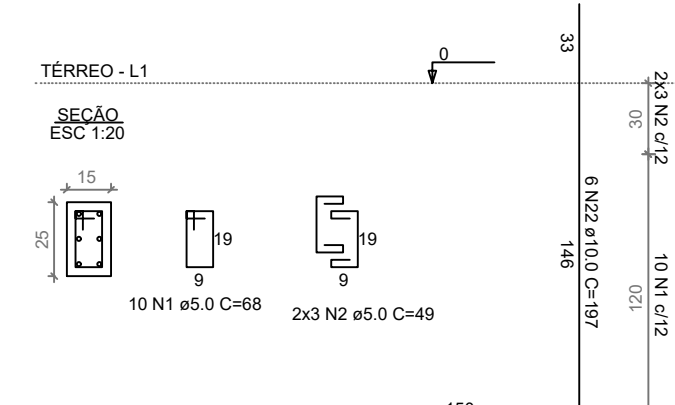 0
33
TÉRREO - L1
SEÇÃO
ESC 1:20
15
25
19
9
10 N1 ø5.0 C=68
19
9
2x3 N2 ø5.0 C=49
146
6 N22 ø10.0 C=197
30
2x3 N2 c/12
120
10 N1 c/12